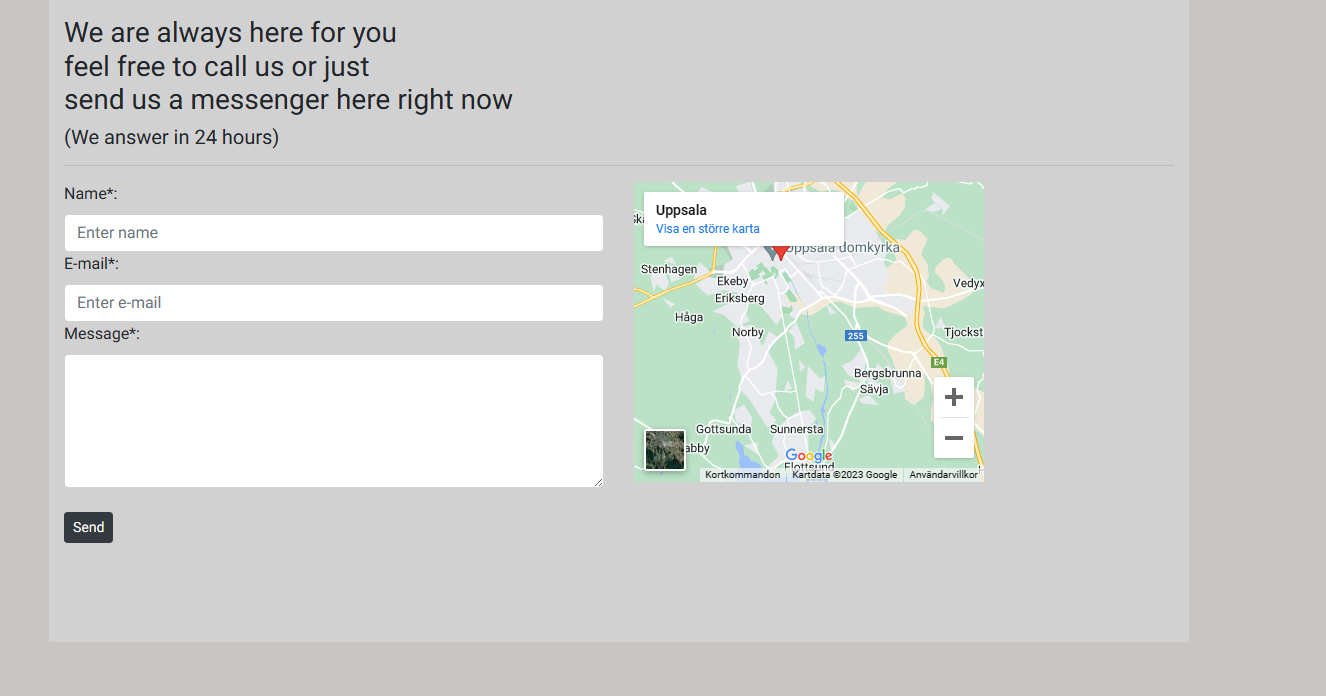 We are always here for you
feel free to call us or just
send us a messenger here right now
(We answer in 24 hours)
Name*:
Enter name
E-mail*:
Enter e-mail
Message*:
Send
Uppsala
Visa en större karta
Uppsala domkyrka
Stenhagen
Ekeby
Eriksberg
Vedyx
Håga
Norby
255
Tjockst
E4
Bergsbrunna
Sävja
Gottsunda
Sunnersta
abby
Google
Flottsund
Kortkommandon
Kartdata ©2023 Google
Användarvillkor